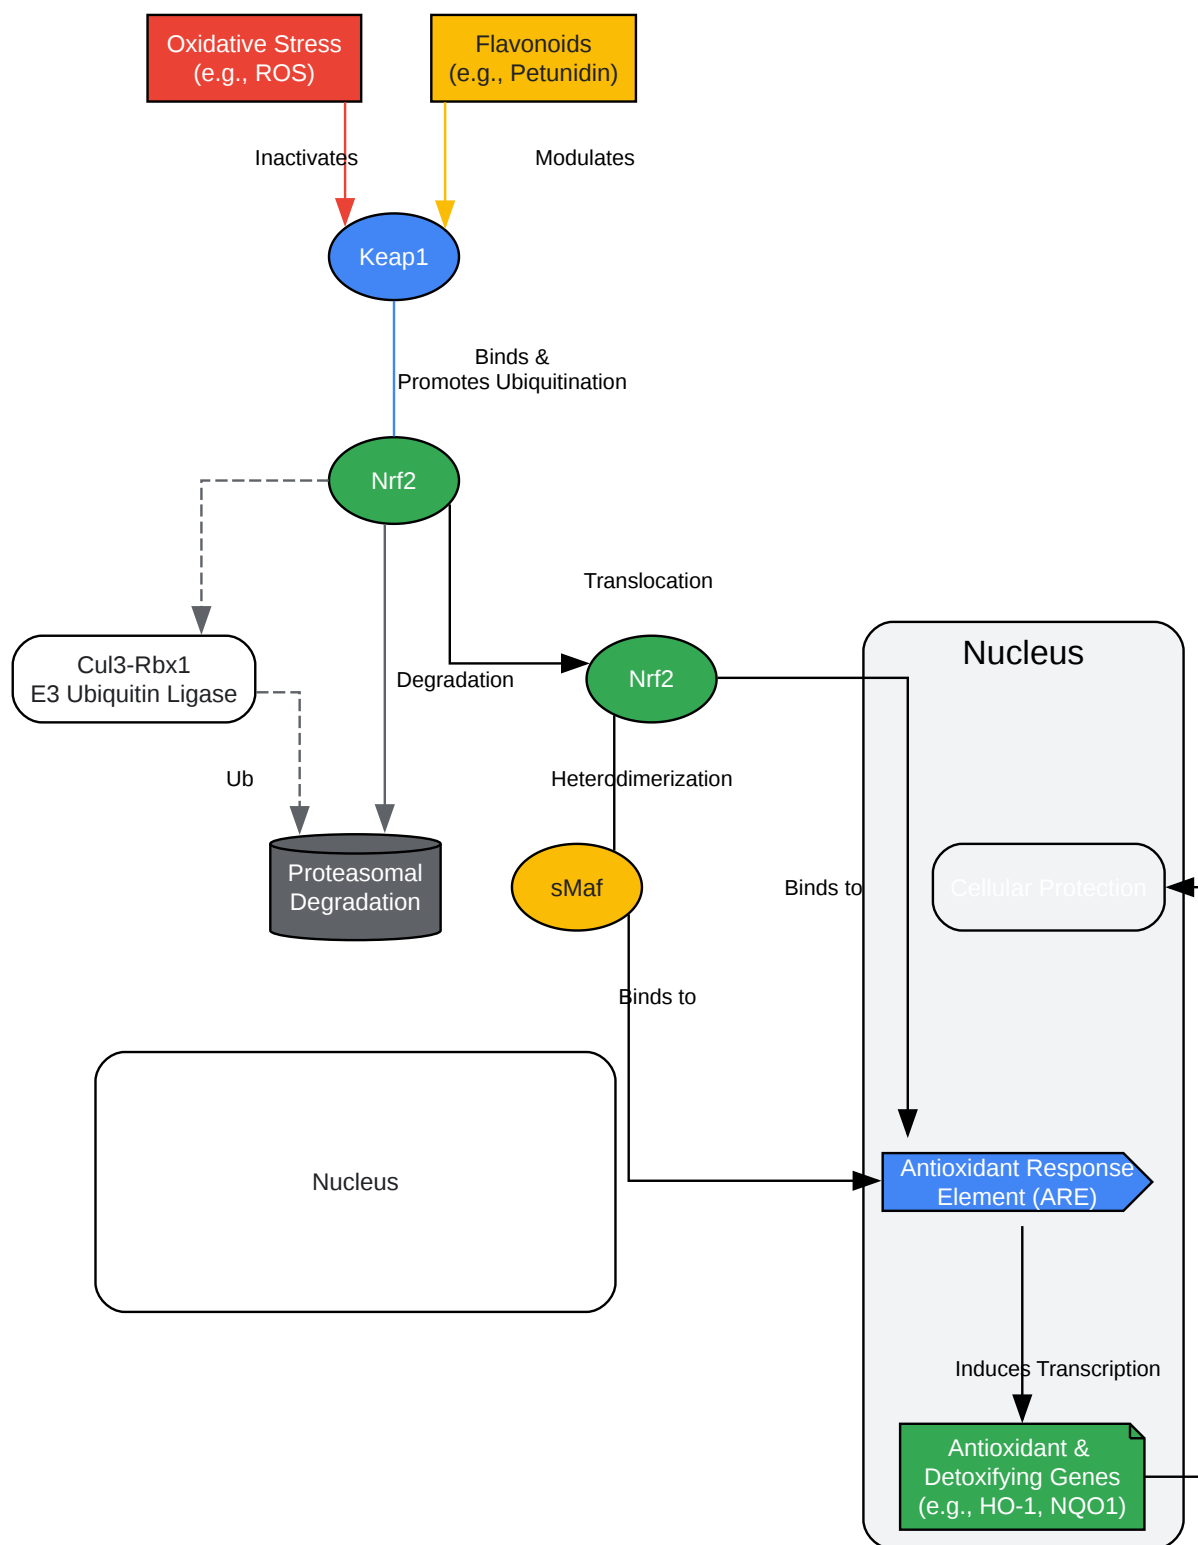 Oxidative Stress
(e.g., ROS)
Flavonoids
(e.g., Petunidin)
Inactivates
Modulates
Keap1
Binds &
Promotes Ubiquitination
Nrf2
Translocation
Nucleus
Cul3-Rbx1
E3 Ubiquitin Ligase
Degradation
Nrf2
Ub
Heterodimerization
Proteasomal
Degradation
sMaf
Binds to
Cellular Protection
Binds to
Nucleus
Antioxidant Response
Element (ARE)
Induces Transcription
Antioxidant &
Detoxifying Genes
(e.g., HO-1, NQO1)